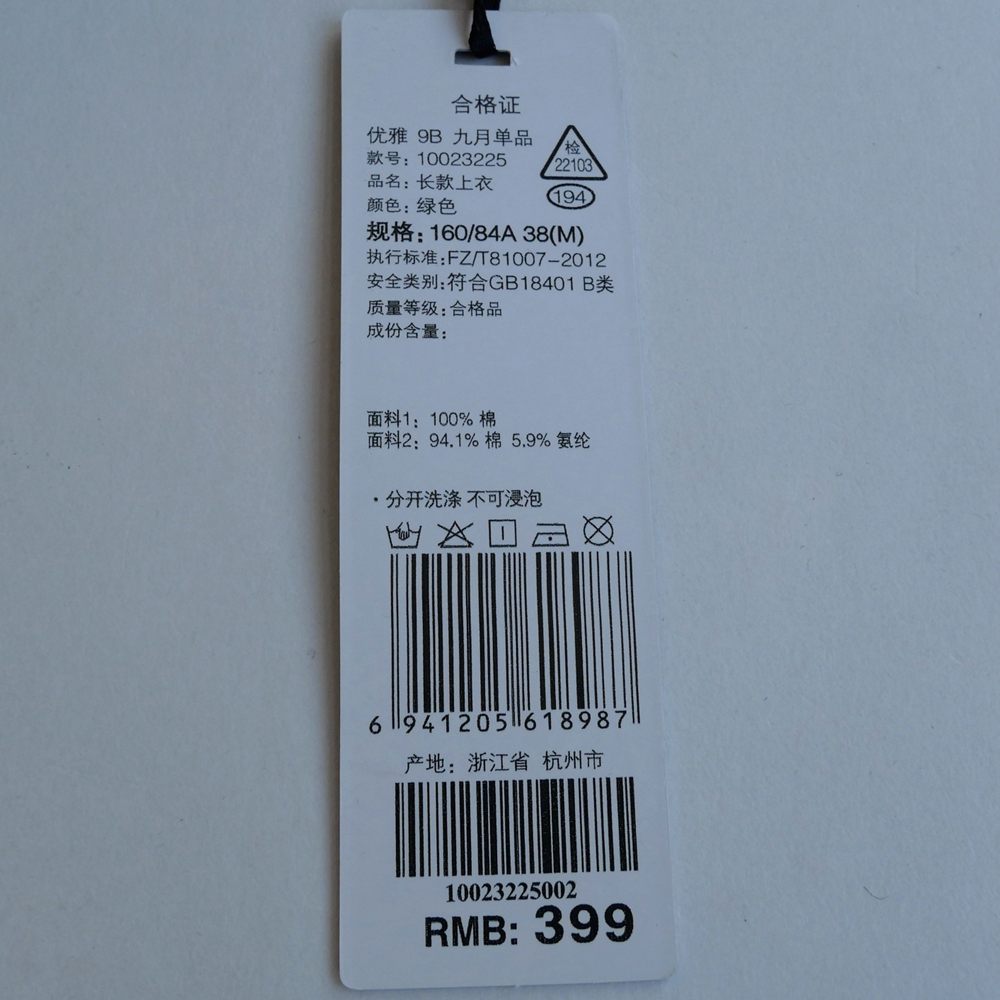 合格证
优雅 9B 九月单品
检
22103
款号: 10023225
品名: 长款上衣
194
颜色: 绿色
规格: 160/84A 38(M)
执行标准:FZ/T81007-2012
安全类别:符合GB18401 B类
质量等级:合格品
成份含量:
面料1: 100% 棉
面料2: 94.1% 棉 5.9% 氨纶
·分开洗涤 不可浸泡
6 941205 618987
产地: 浙江省 杭州市
10023225002
RMB: 399